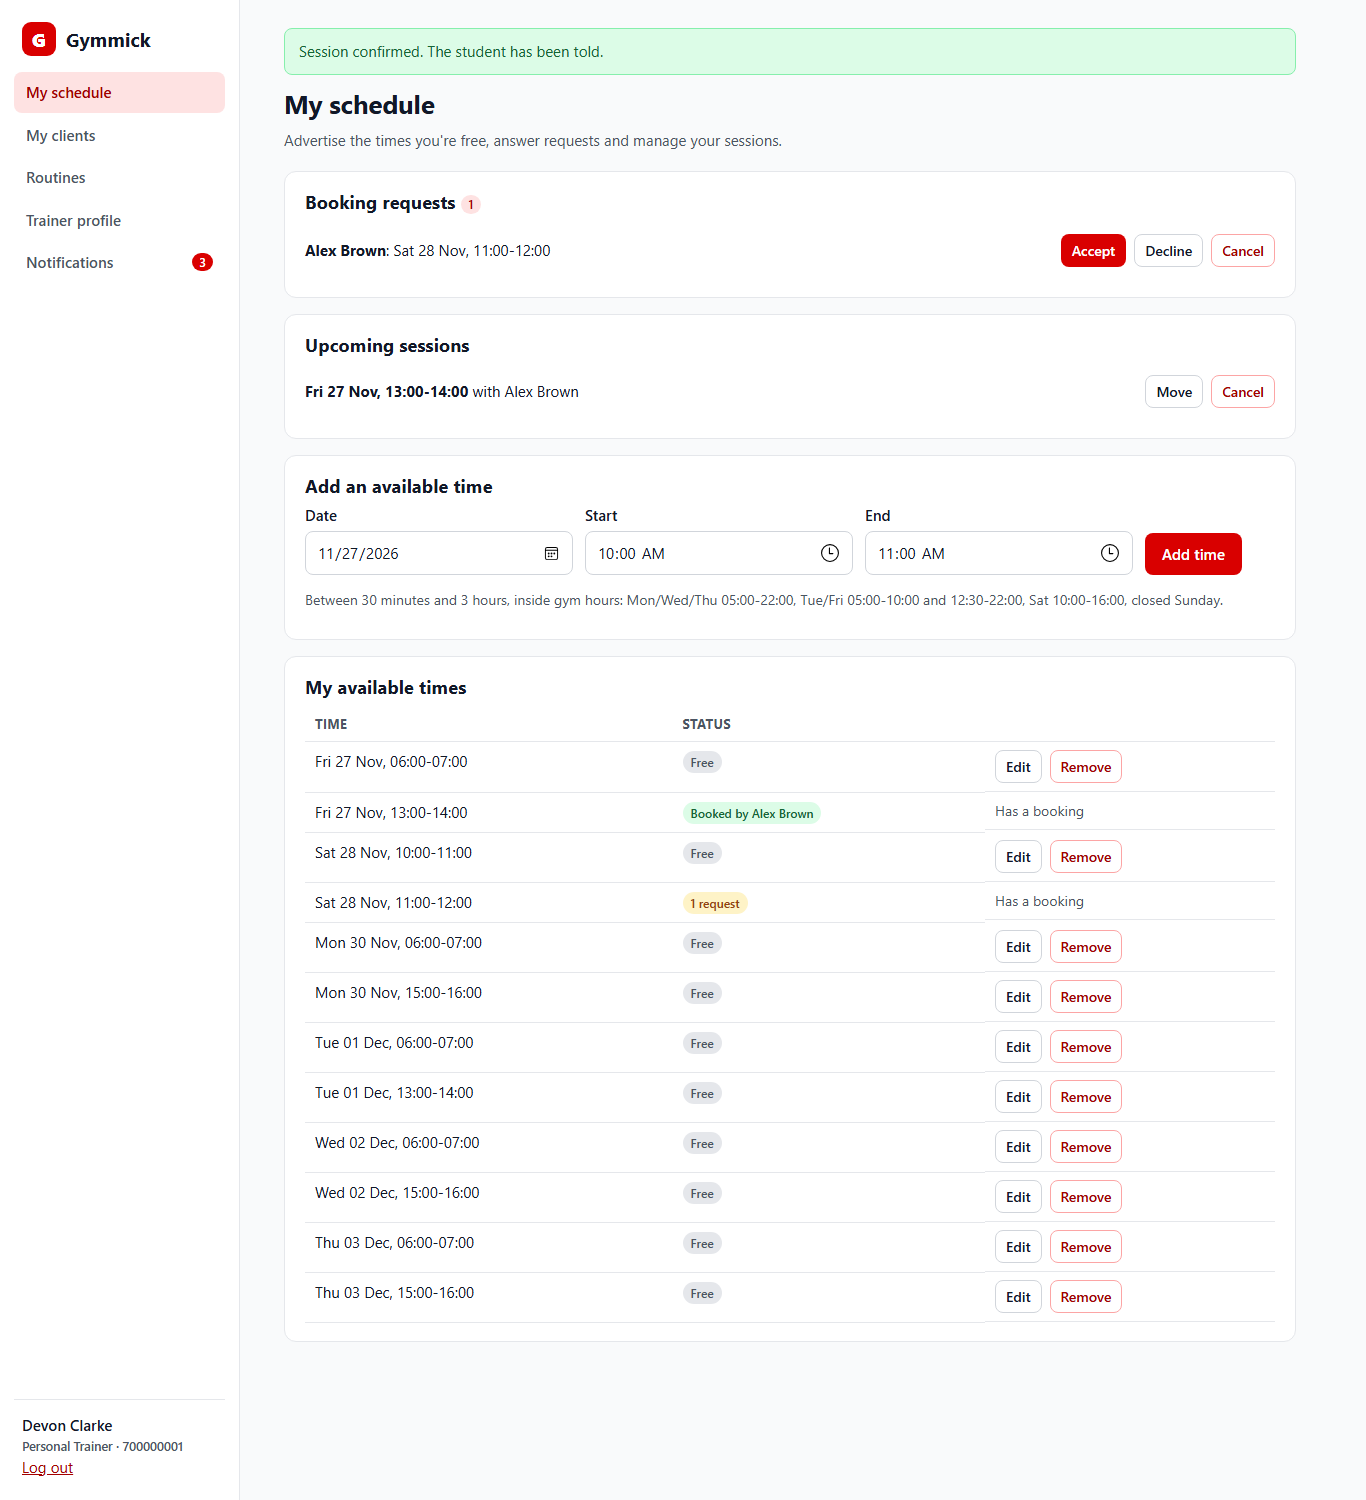 G Gymmick
My schedule
My clients
Routines
Trainer profile
Notifications 3
Devon Clarke
Personal Trainer · 700000001
Log out
Session confirmed. The student has been told.
My schedule
Advertise the times you're free, answer requests and manage your sessions.
Booking requests 1
Alex Brown: Sat 28 Nov, 11:00-12:00 Accept Decline Cancel
Upcoming sessions
Fri 27 Nov, 13:00-14:00 with Alex Brown Move Cancel
Add an available time
Date Start End
11/27/2026 10:00 AM 11:00 AM Add time
Between 30 minutes and 3 hours, inside gym hours: Mon/Wed/Thu 05:00-22:00, Tue/Fri 05:00-10:00 and 12:30-22:00, Sat 10:00-16:00, closed Sunday.
My available times
TIME STATUS
Fri 27 Nov, 06:00-07:00 Free Edit Remove
Fri 27 Nov, 13:00-14:00 Booked by Alex Brown Has a booking
Sat 28 Nov, 10:00-11:00 Free Edit Remove
Sat 28 Nov, 11:00-12:00 1 request Has a booking
Mon 30 Nov, 06:00-07:00 Free Edit Remove
Mon 30 Nov, 15:00-16:00 Free Edit Remove
Tue 01 Dec, 06:00-07:00 Free Edit Remove
Tue 01 Dec, 13:00-14:00 Free Edit Remove
Wed 02 Dec, 06:00-07:00 Free Edit Remove
Wed 02 Dec, 15:00-16:00 Free Edit Remove
Thu 03 Dec, 06:00-07:00 Free Edit Remove
Thu 03 Dec, 15:00-16:00 Free Edit Remove